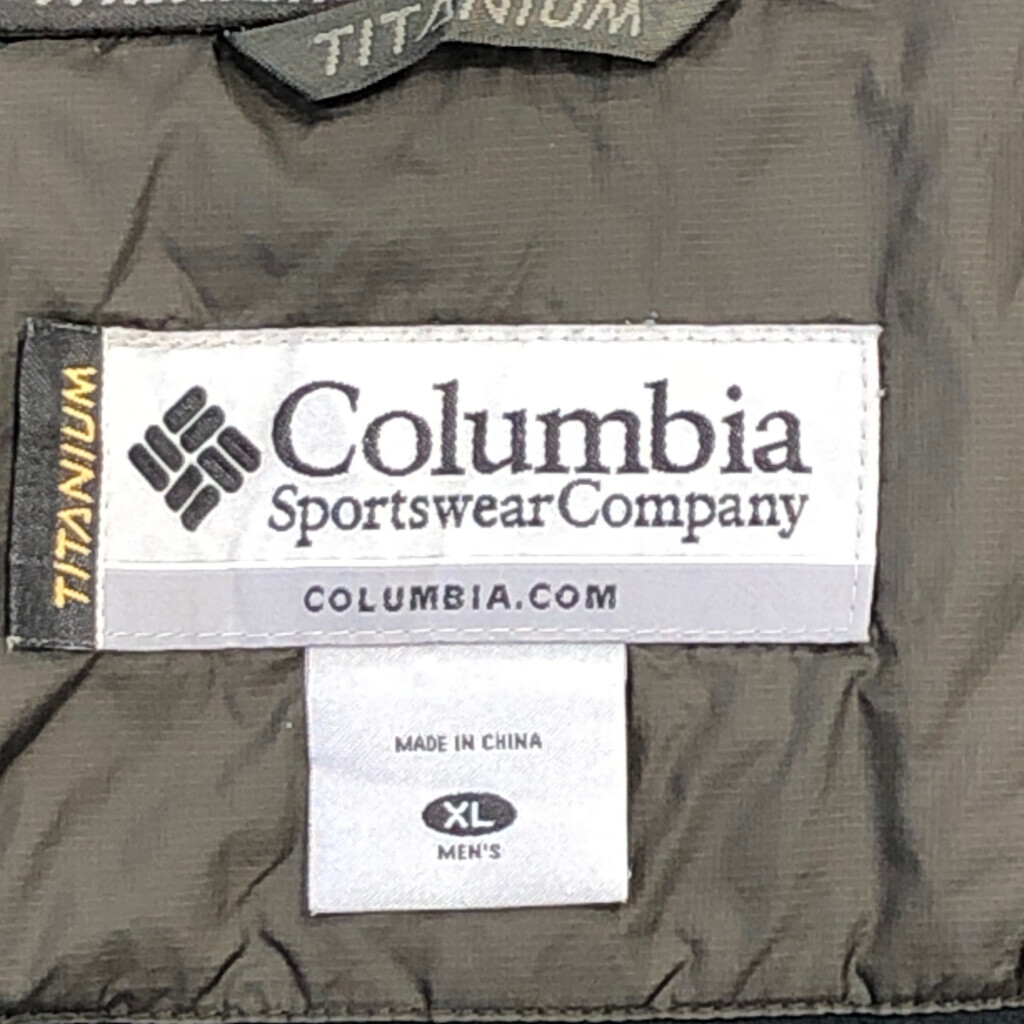 TITANIUM
TITANIUM
Columbia
Sportswear Company
COLUMBIA.COM
MADE IN CHINA
XL
MEN'S